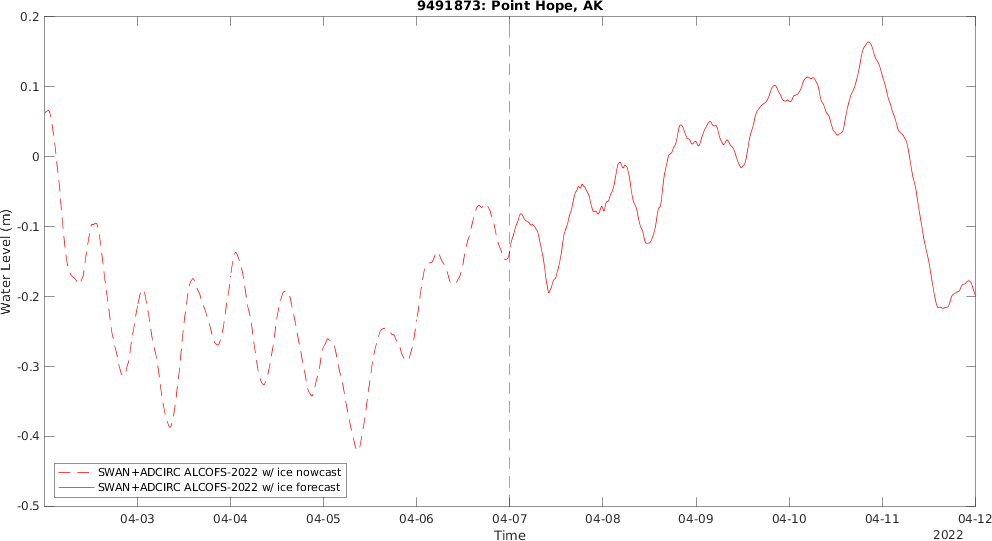 9491873: Point Hope, AK
0.2
0.1
0
-0.1
-0.2
-0.3
-0.4
-0.5
Water Level (m)
SWAN+ADCIRC ALCOFS-2022 w/ ice nowcast
SWAN+ADCIRC ALCOFS-2022 w/ ice forecast
04-03 04-04 04-05 04-06 04-07 04-08 04-09 04-10 04-11 04-12
Time
2022